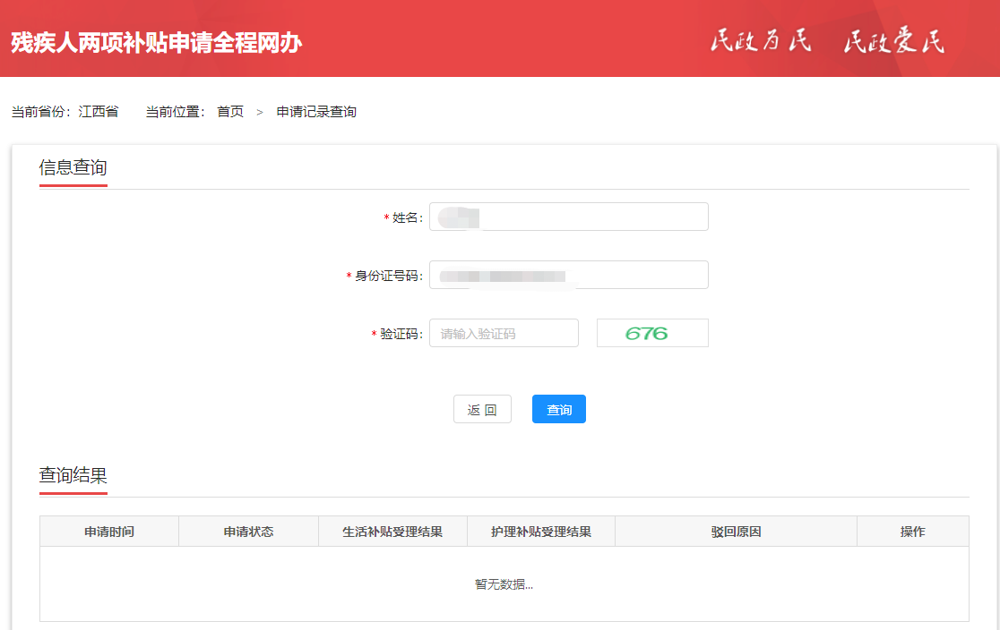 残疾人两项补贴申请全程网办 民政为民 民政爱民
当前省份：江西省 当前位置： 首页 > 申请记录查询
信息查询
* 姓名：
* 身份证号码：
* 验证码： 请输入验证码 676
返 回 查询
查询结果
申请时间 申请状态 生活补贴受理结果 护理补贴受理结果 驳回原因 操作
暂无数据...